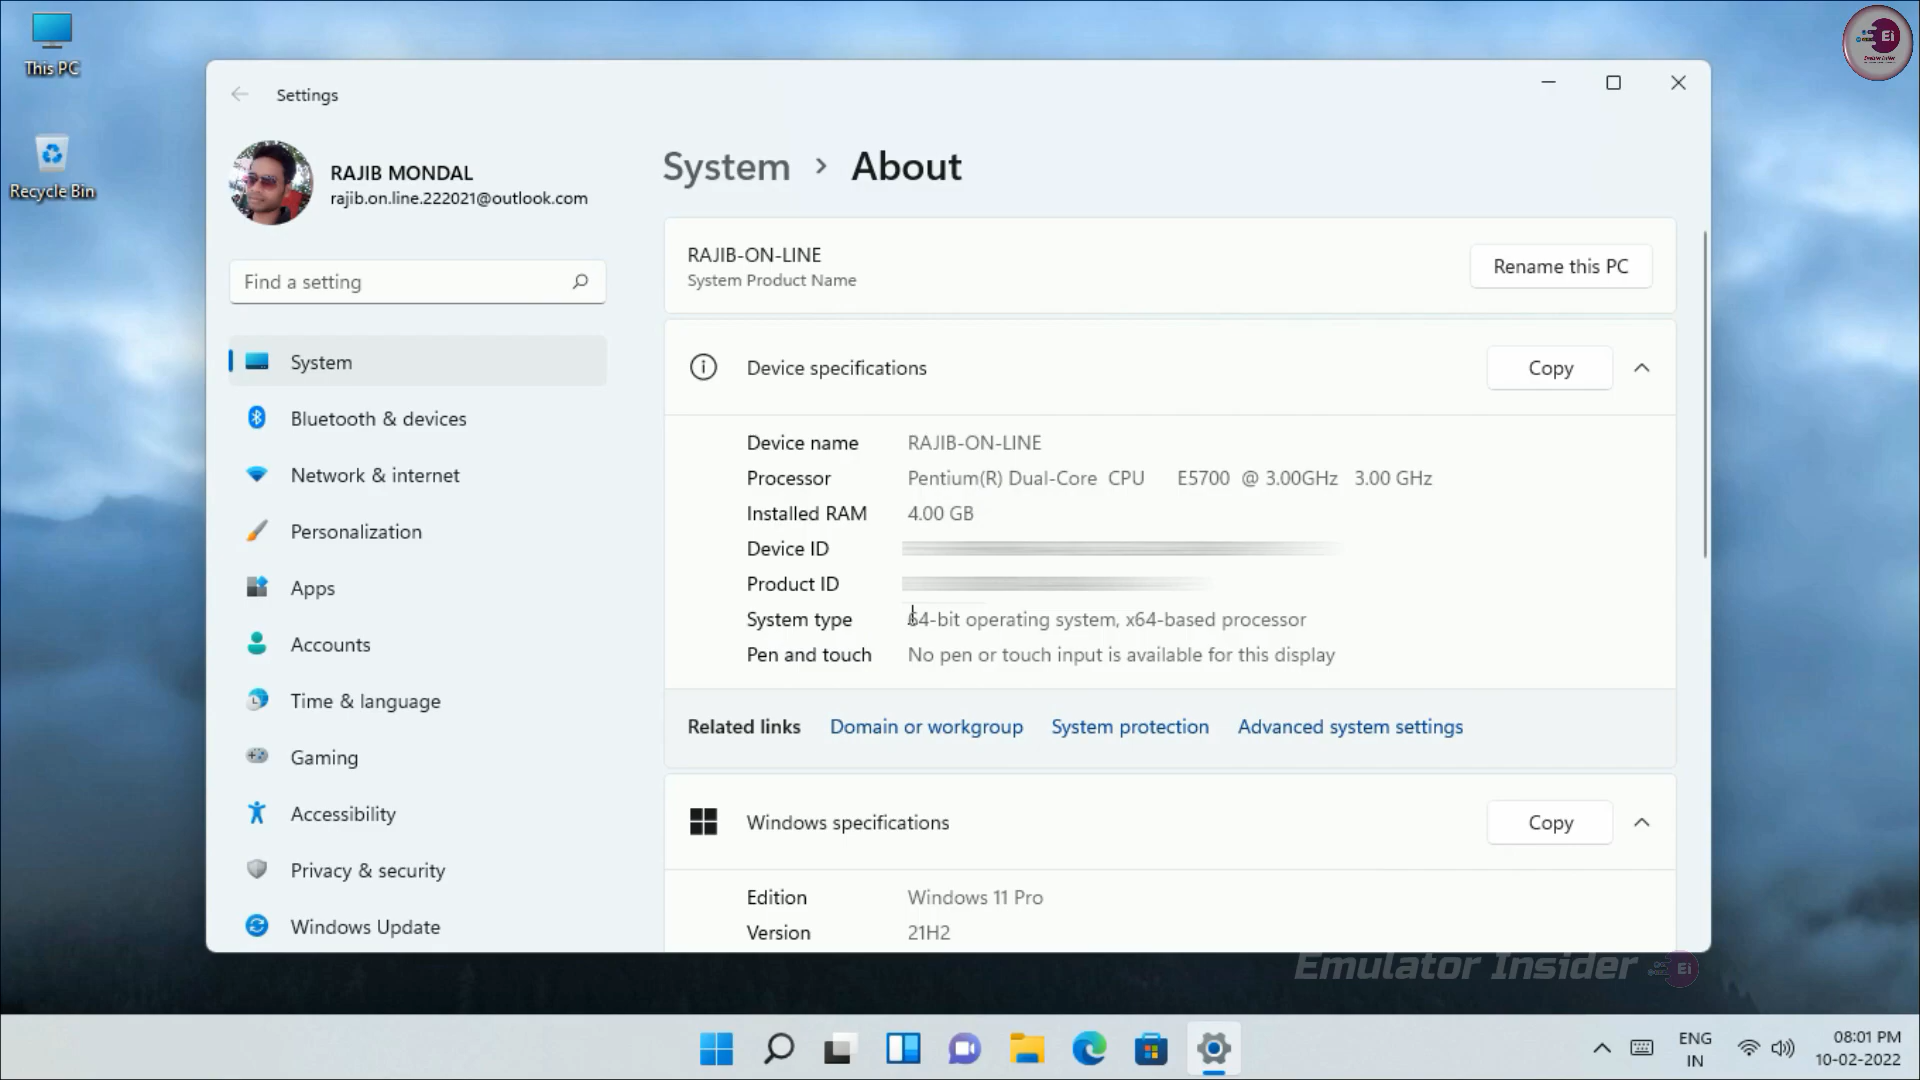 This PC
Recycle Bin
Ei
Settings
RAJIB MONDAL
rajib.on.line.222021@outlook.com
Find a setting
System
Bluetooth & devices
Network & internet
Personalization
Apps
Accounts
Time & language
Gaming
Accessibility
Privacy & security
Windows Update
System > About
RAJIB-ON-LINE
System Product Name
Rename this PC
Device specifications
Copy
Device name RAJIB-ON-LINE
Processor Pentium(R) Dual-Core CPU E5700 @ 3.00GHz 3.00 GHz
Installed RAM 4.00 GB
Device ID
Product ID
System type 64-bit operating system, x64-based processor
Pen and touch No pen or touch input is available for this display
Related links Domain or workgroup System protection Advanced system settings
Windows specifications
Copy
Edition Windows 11 Pro
Version 21H2
Emulator Insider Ei
ENG
IN
08:01 PM
10-02-2022